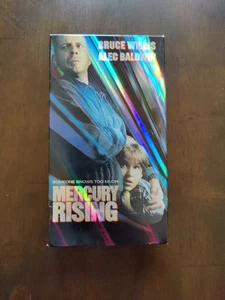 BRUCE WILLIS
ALEC BALDWIN
SOMEONE KNOWS TOO MUCH
MERCURY
RISING